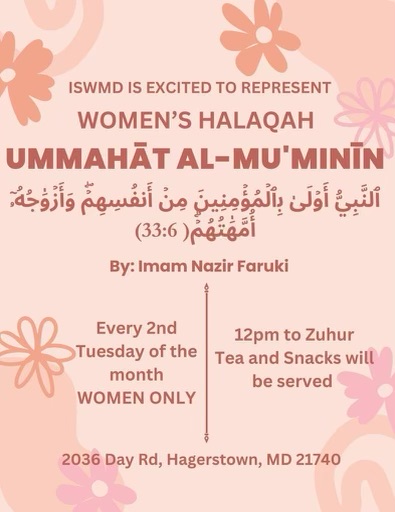 ISWMD IS EXCITED TO REPRESENT
WOMEN'S HALAQAH
UMMAHĀT AL-MU'MINĪN
ٱلنَّبِيُّ أَوْلَىٰ بِٱلْمُؤْمِنِينَ مِنْ أَنفُسِهِمْ ۖ وَأَزْوَٰجُهُۥٓ
أُمَّهَٰتُهُمْ ۗ (33:6)
By: Imam Nazir Faruki
Every 2nd
Tuesday of the
month
WOMEN ONLY
12pm to Zuhur
Tea and Snacks will
be served
2036 Day Rd, Hagerstown, MD 21740